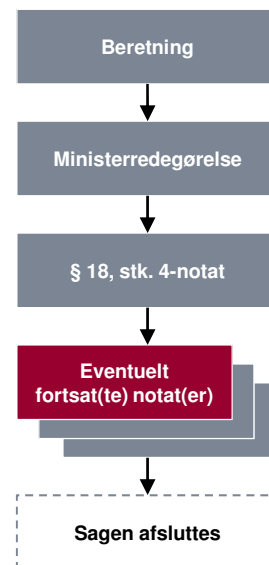 Beretning
Ministerredegørelse
§ 18, stk. 4-notat
Eventuelt
fortsat(te) notat(er)
Sagen afsluttes